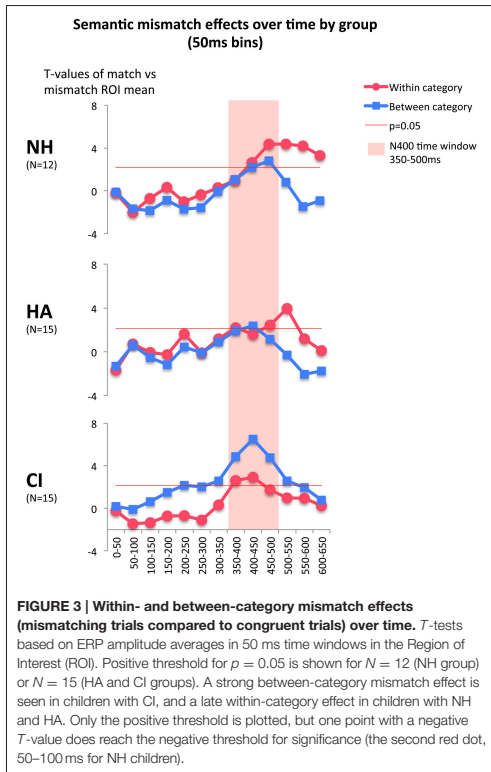 Semantic mismatch effects over time by group
(50ms bins)
T-values of match vs
mismatch ROI mean
Within category
Between category
p=0.05
N400 time window
350-500ms
NH
(N=12)
8
4
0
-4
HA
(N=15)
8
4
0
-4
CI
(N=15)
8
4
0
-4
0-50
50-100
100-150
150-200
200-250
250-300
300-350
350-400
400-450
450-500
500-550
550-600
600-650
FIGURE 3 | Within- and between-category mismatch effects
(mismatching trials compared to congruent trials) over time. T-tests
based on ERP amplitude averages in 50 ms time windows in the Region of
Interest (ROI). Positive threshold for p = 0.05 is shown for N = 12 (NH group)
or N = 15 (HA and CI groups). A strong between-category mismatch effect is
seen in children with CI, and a late within-category effect in children with NH
and HA. Only the positive threshold is plotted, but one point with a negative
T-value does reach the negative threshold for significance (the second red dot,
50–100 ms for NH children).